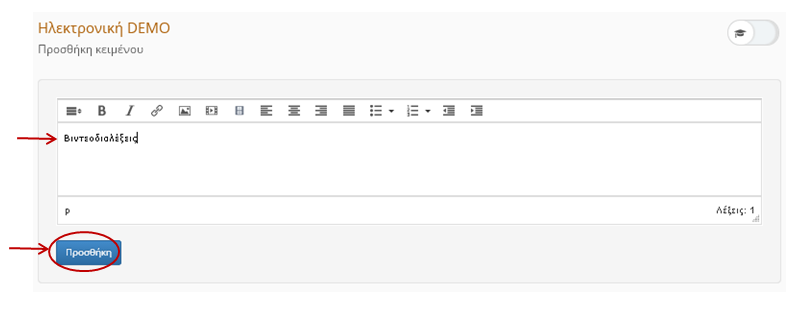 Ηλεκτρονική DEMO
Προσθήκη κειμένου
B I
Βιντεοδιαλέξεις
p Λέξεις: 1
Προσθήκη